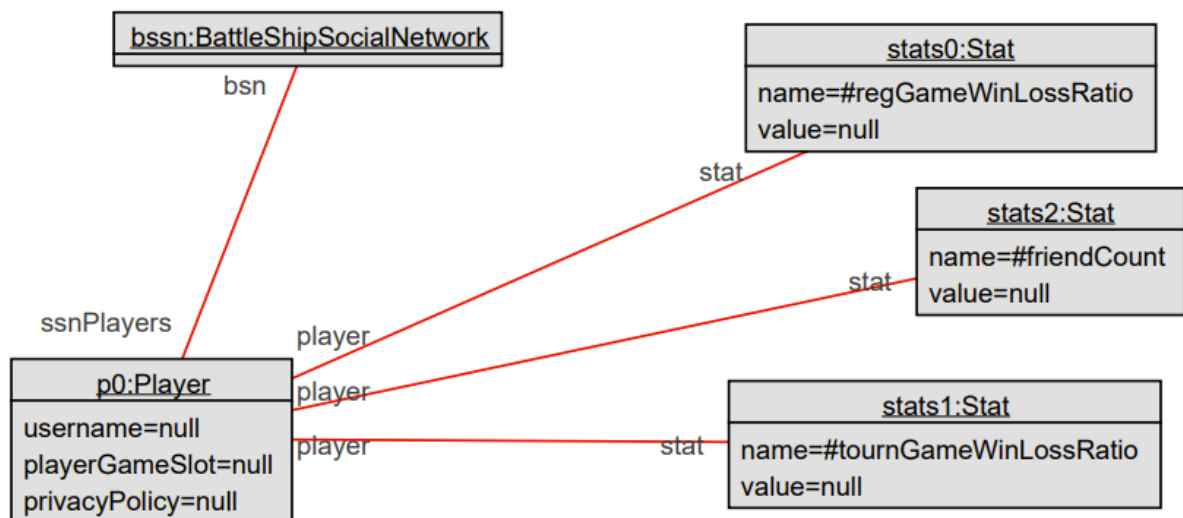 bssn:BattleShipSocialNetwork
bsn
stats0:Stat
name=#regGameWinLossRatio
value=null
stat
stats2:Stat
name=#friendCount
value=null
stat
ssnPlayers
player
player
player
p0:Player
username=null
playerGameSlot=null
privacyPolicy=null
stats1:Stat
name=#tournGameWinLossRatio
value=null
stat